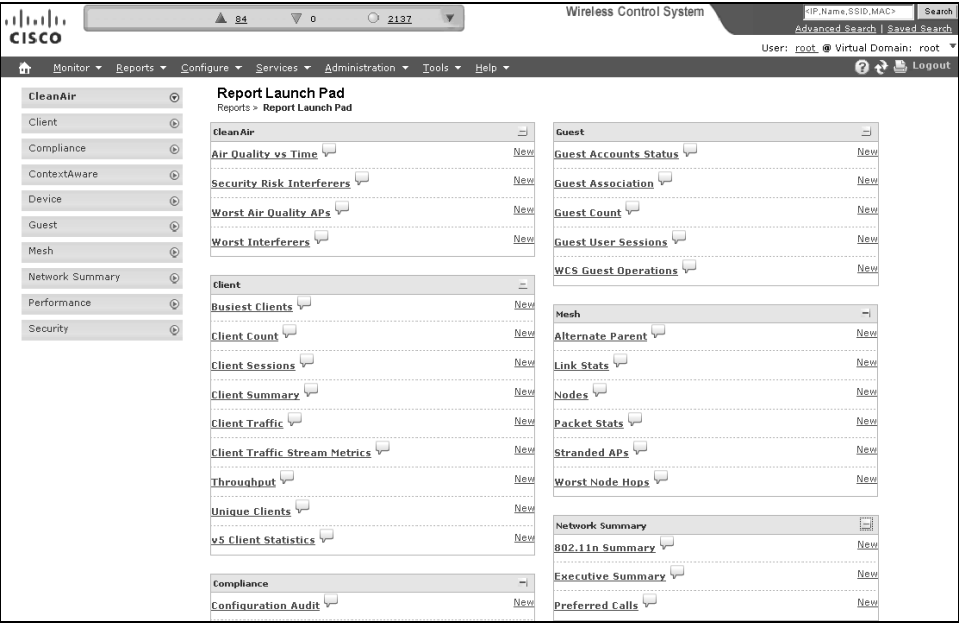 CISCO
84 0 2137
Wireless Control System
<IP,Name,SSID,MAC> Search
Advanced Search | Saved Search
User: root @ Virtual Domain: root
Monitor Reports Configure Services Administration Tools Help Logout
CleanAir
Client
Compliance
ContextAware
Device
Guest
Mesh
Network Summary
Performance
Security
Report Launch Pad
Reports > Report Launch Pad
CleanAir
Air Quality vs Time New
Security Risk Interferers New
Worst Air Quality APs New
Worst Interferers New
Client
Busiest Clients New
Client Count New
Client Sessions New
Client Summary New
Client Traffic New
Client Traffic Stream Metrics New
Throughput New
Unique Clients New
v5 Client Statistics New
Compliance
Configuration Audit New
Guest
Guest Accounts Status New
Guest Association New
Guest Count New
Guest User Sessions New
WCS Guest Operations New
Mesh
Alternate Parent New
Link Stats New
Nodes New
Packet Stats New
Stranded APs New
Worst Node Hops New
Network Summary
802.11n Summary New
Executive Summary New
Preferred Calls New